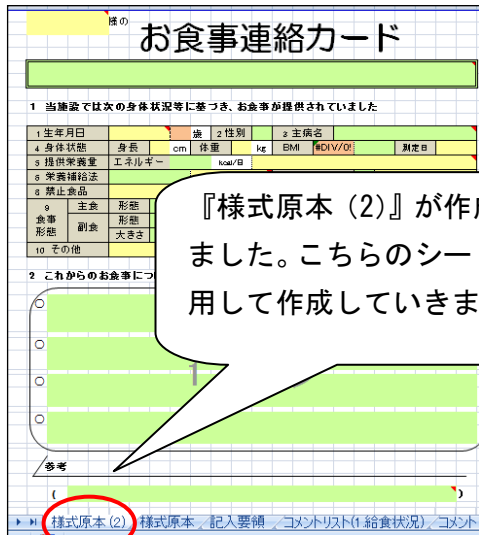 様の
お食事連絡カード
1 当施設では次の身体状況等に基づき、お食事が提供されていました
1 生年月日 歳 2 性別 3 主病名
4 身体状態 身長 cm 体重 kg BMI #DIV/0! 測定日
5 提供栄養量 エネルギー kcal/日
6 栄養補給法
8 禁止食品
9 食事形態 主食 形態
副食 形態
大きさ
10 その他
『様式原本(2)』が作成
ました。こちらのシー
用して作成していきま
2 これからのお食事につ
○
○
○
○
1
参考
( )
様式原本 (2) 様式原本 記入要領 コメントリスト(1.給食状況) コメント